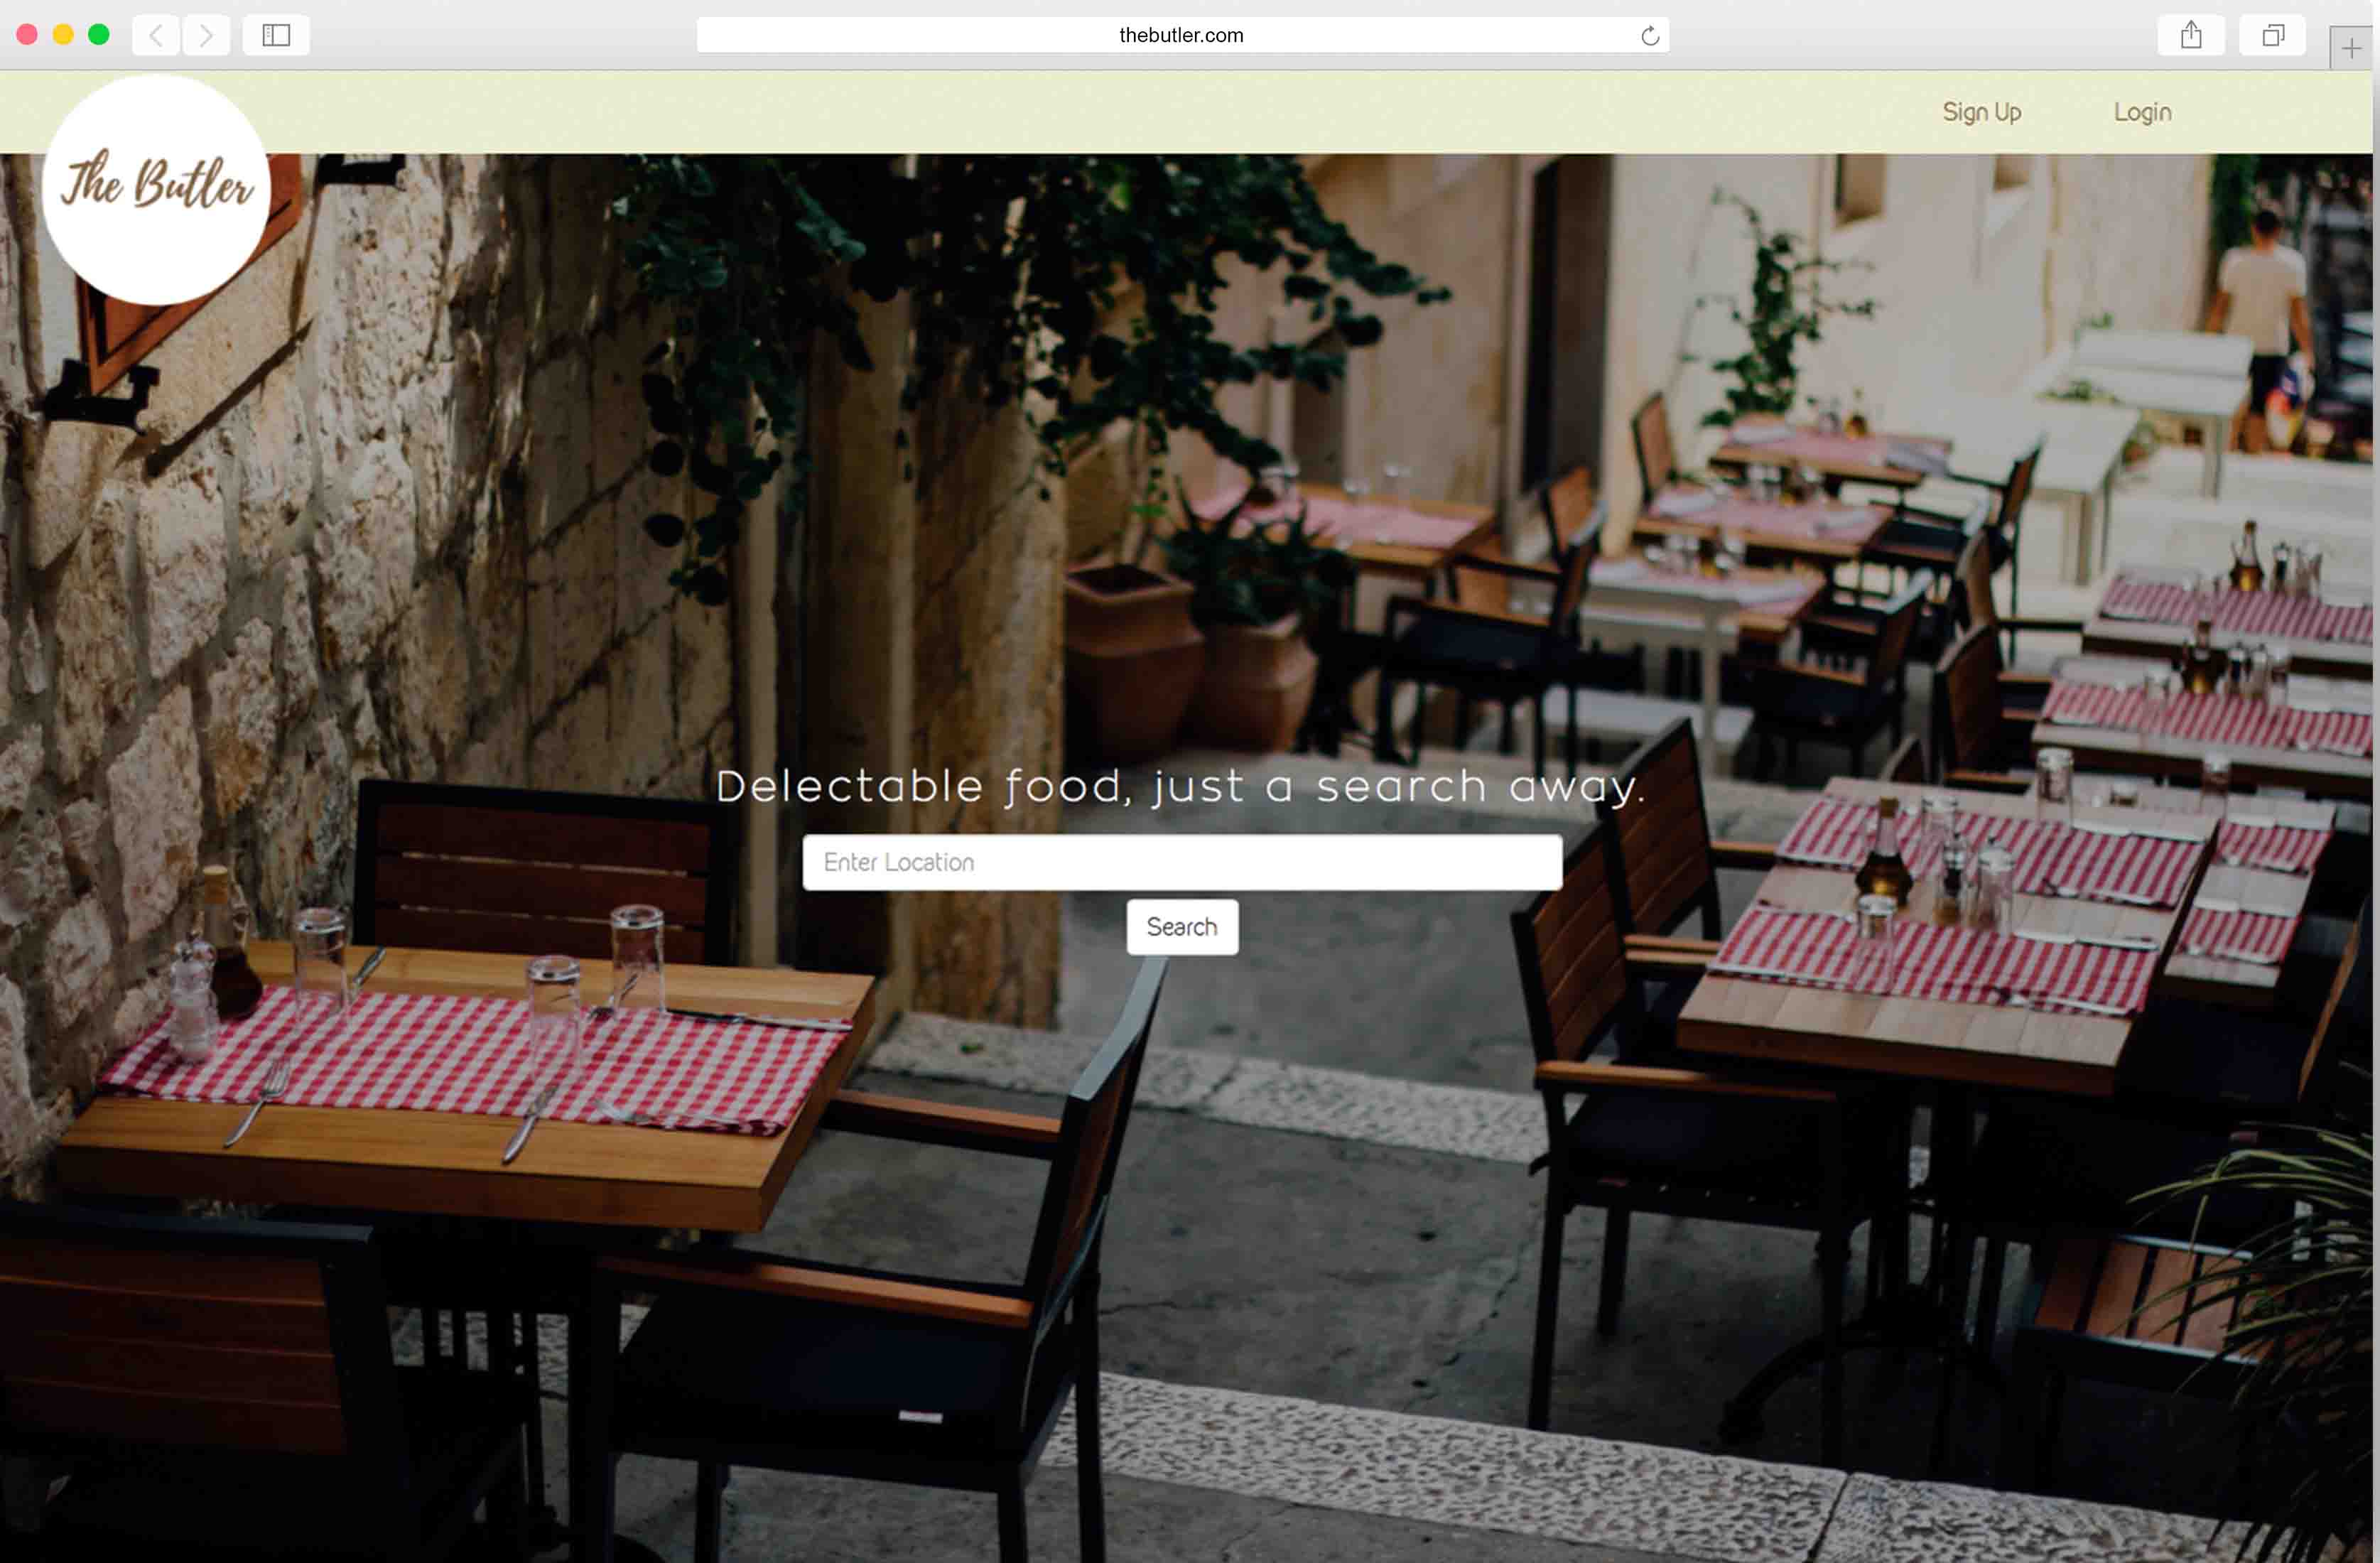 thebutler.com
Sign Up
Login
The Butler
Delectable food, just a search away.
Enter Location
Search